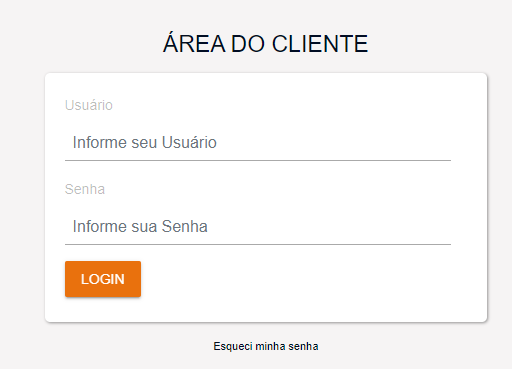 ÁREA DO CLIENTE
Usuário
Informe seu Usuário
Senha
Informe sua Senha
LOGIN
Esqueci minha senha